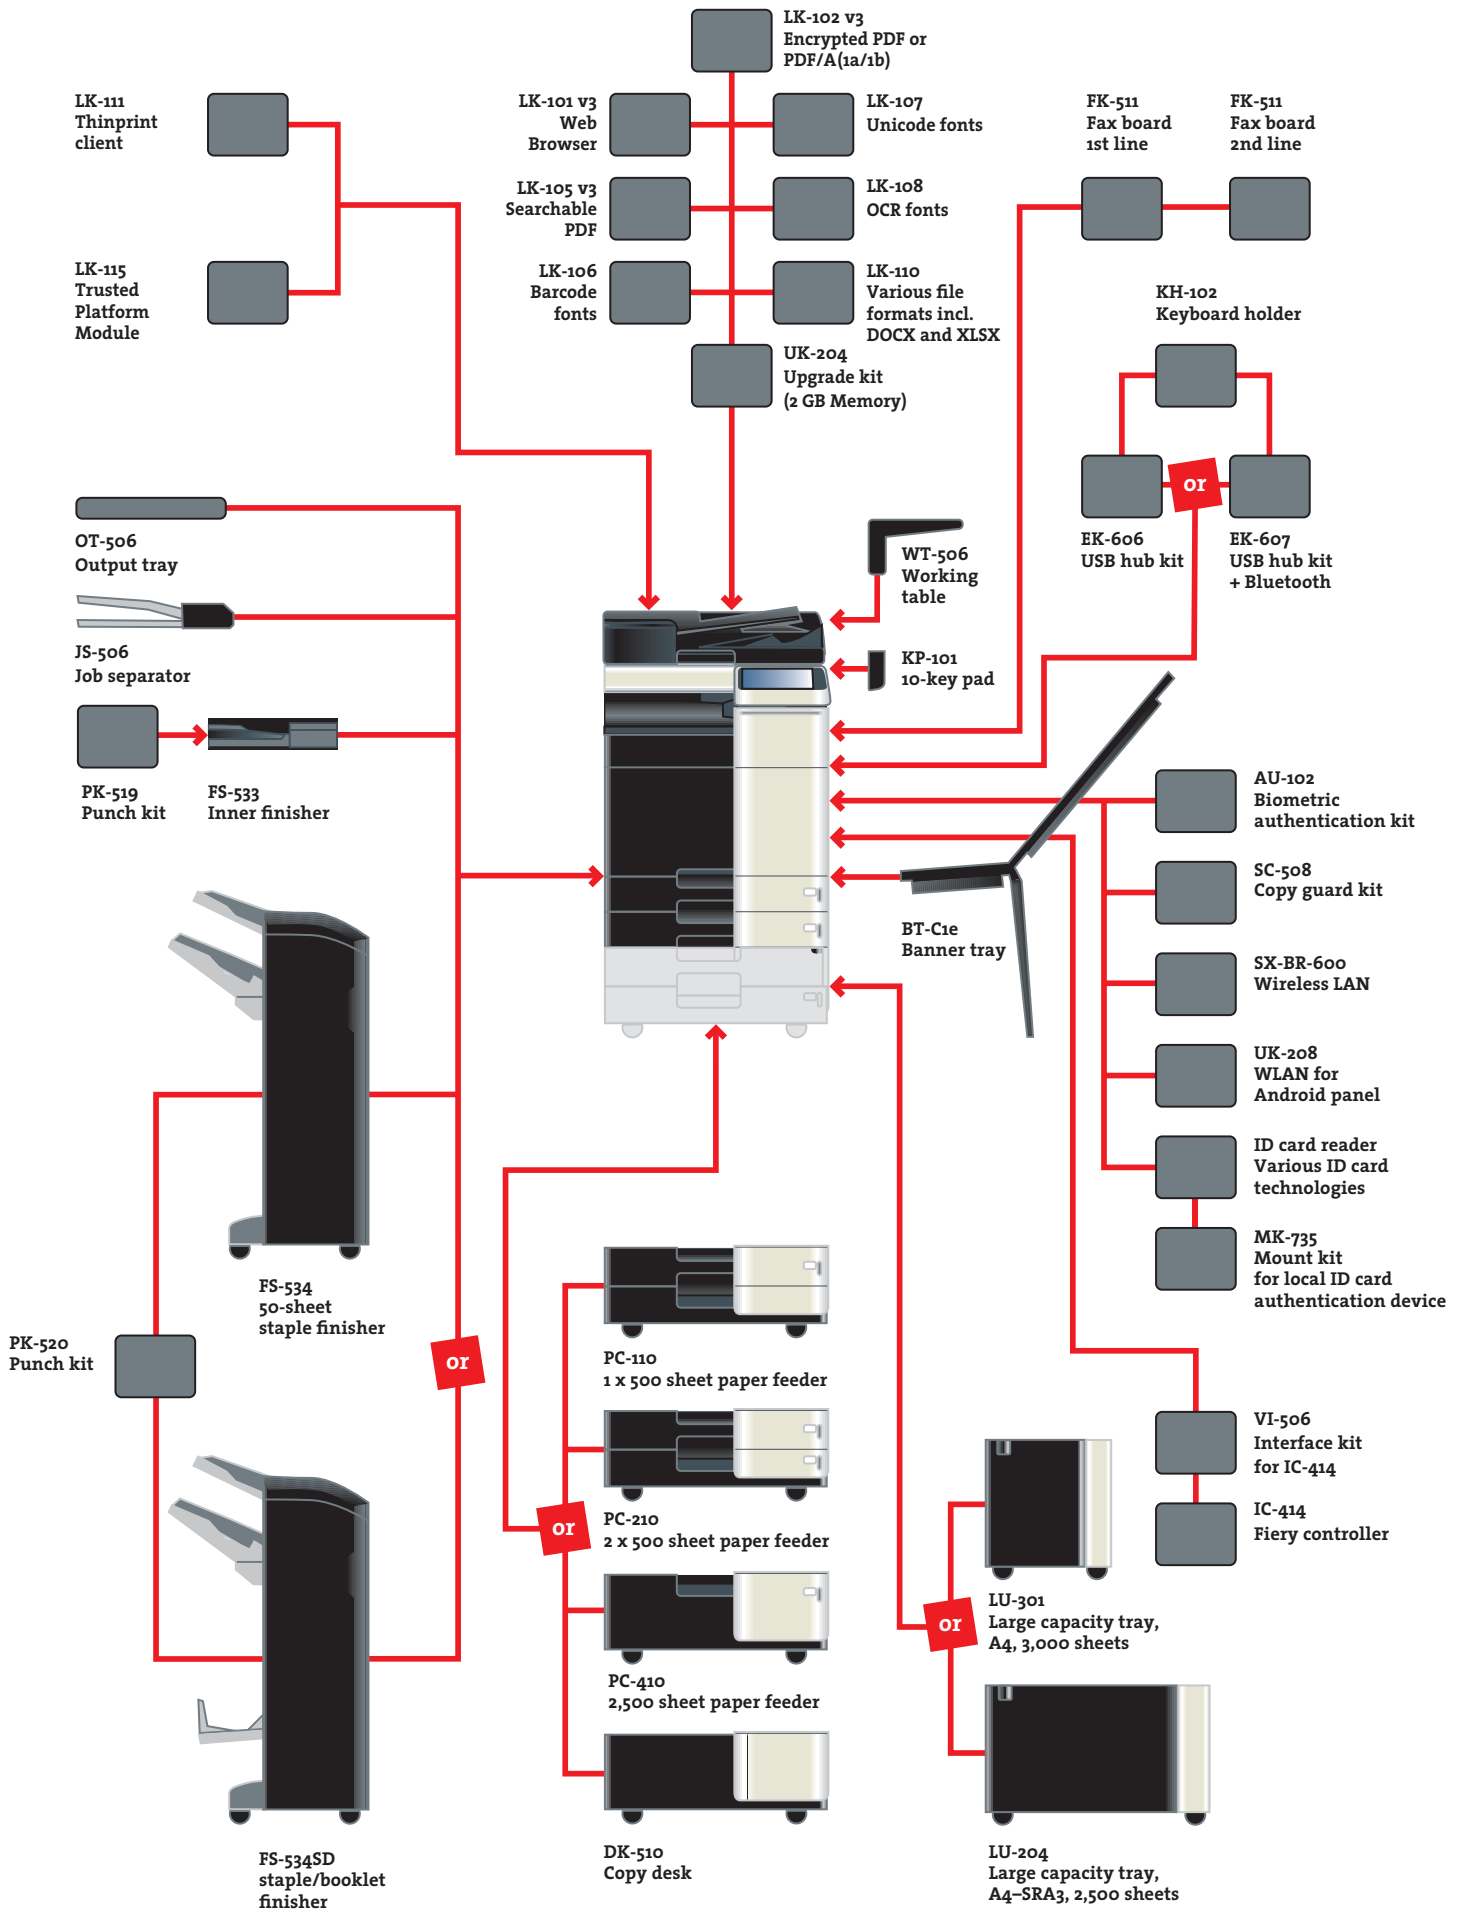 LK-102 v3
Encrypted PDF or
PDF/A(1a/1b)
LK-111
Thinprint
client
LK-101 v3
Web
Browser
LK-107
Unicode fonts
FK-511
Fax board
1st line
FK-511
Fax board
2nd line
LK-105 v3
Searchable
PDF
LK-108
OCR fonts
LK-115
Trusted
Platform
Module
LK-106
Barcode
fonts
LK-110
Various file
formats incl.
DOCX and XLSX
KH-102
Keyboard holder
UK-204
Upgrade kit
(2 GB Memory)
or
EK-606
USB hub kit
EK-607
USB hub kit
+ Bluetooth
OT-506
Output tray
WT-506
Working
table
JS-506
Job separator
KP-101
10-key pad
PK-519
Punch kit
FS-533
Inner finisher
AU-102
Biometric
authentication kit
SC-508
Copy guard kit
BT-C1e
Banner tray
SX-BR-600
Wireless LAN
UK-208
WLAN for
Android panel
ID card reader
Various ID card
technologies
MK-735
Mount kit
for local ID card
authentication device
FS-534
50-sheet
staple finisher
PK-520
Punch kit
or
PC-110
1 x 500 sheet paper feeder
VI-506
Interface kit
for IC-414
PC-210
2 x 500 sheet paper feeder
or
IC-414
Fiery controller
LU-301
Large capacity tray,
A4, 3,000 sheets
or
PC-410
2,500 sheet paper feeder
DK-510
Copy desk
LU-204
Large capacity tray,
A4–SRA3, 2,500 sheets
FS-534SD
staple/booklet
finisher